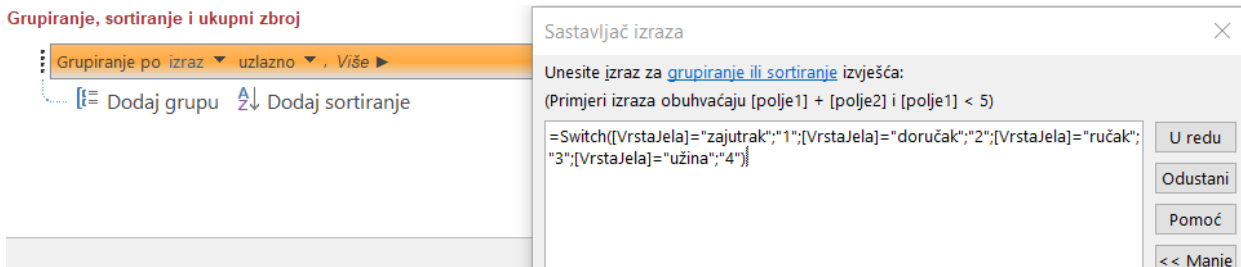 Grupiranje, sortiranje i ukupni zbroj
Grupiranje po izraz ▼ uzlazno ▼ , Više ►
Dodaj grupu Dodaj sortiranje
Sastavljač izraza
Unesite izraz za grupiranje ili sortiranje izvješća:
(Primjeri izraza obuhvaćaju [polje1] + [polje2] i [polje1] < 5)
=Switch([VrstaJela]="zajutrak";"1";[VrstaJela]="doručak";"2";[VrstaJela]="ručak";
"3";[VrstaJela]="užina";"4")
U redu
Odustani
Pomoć
<< Manje